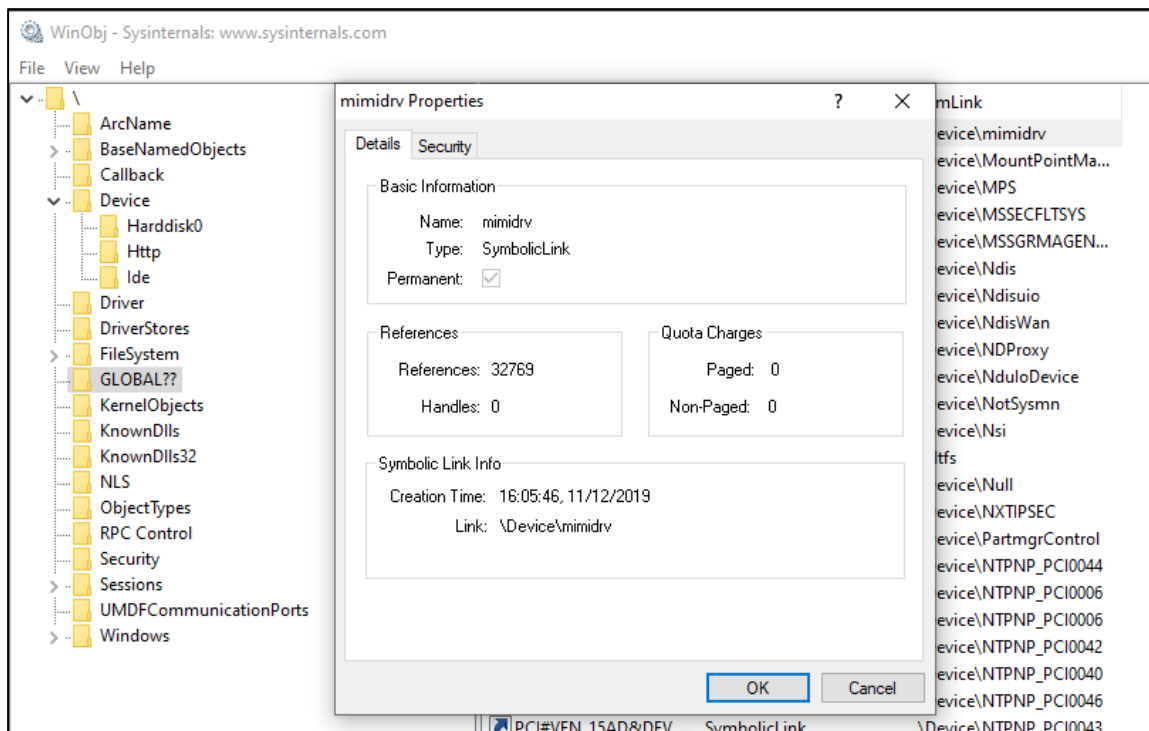 WinObj - Sysinternals: www.sysinternals.com
File View Help
\
ArcName
BaseNamedObjects
Callback
Device
Harddisk0
Http
Ide
Driver
DriverStores
FileSystem
GLOBAL??
KernelObjects
KnownDlls
KnownDlls32
NLS
ObjectTypes
RPC Control
Security
Sessions
UMDFCommunicationPorts
Windows
mimidrv Properties ?
Details Security
Basic Information
Name: mimidrv
Type: SymbolicLink
Permanent:
References
References: 32769
Handles: 0
Quota Charges
Paged: 0
Non-Paged: 0
Symbolic Link Info
Creation Time: 16:05:46, 11/12/2019
Link: \Device\mimidrv
OK Cancel
mLink
evice\mimidrv
evice\MountPointMa...
evice\MPS
evice\MSSECFLTSYS
evice\MSSGRMAGEN...
evice\Ndis
evice\Ndisuio
evice\NdisWan
evice\NDProxy
evice\NduIoDevice
evice\NotSysmn
evice\Nsi
tfs
evice\Null
evice\NXTIPSEC
evice\PartmgrControl
evice\NTPNP_PCI0044
evice\NTPNP_PCI0006
evice\NTPNP_PCI0006
evice\NTPNP_PCI0042
evice\NTPNP_PCI0040
evice\NTPNP_PCI0046
PCI#VEN_15AD&DEV... SymbolicLink \Device\NTPNP_PCI0043